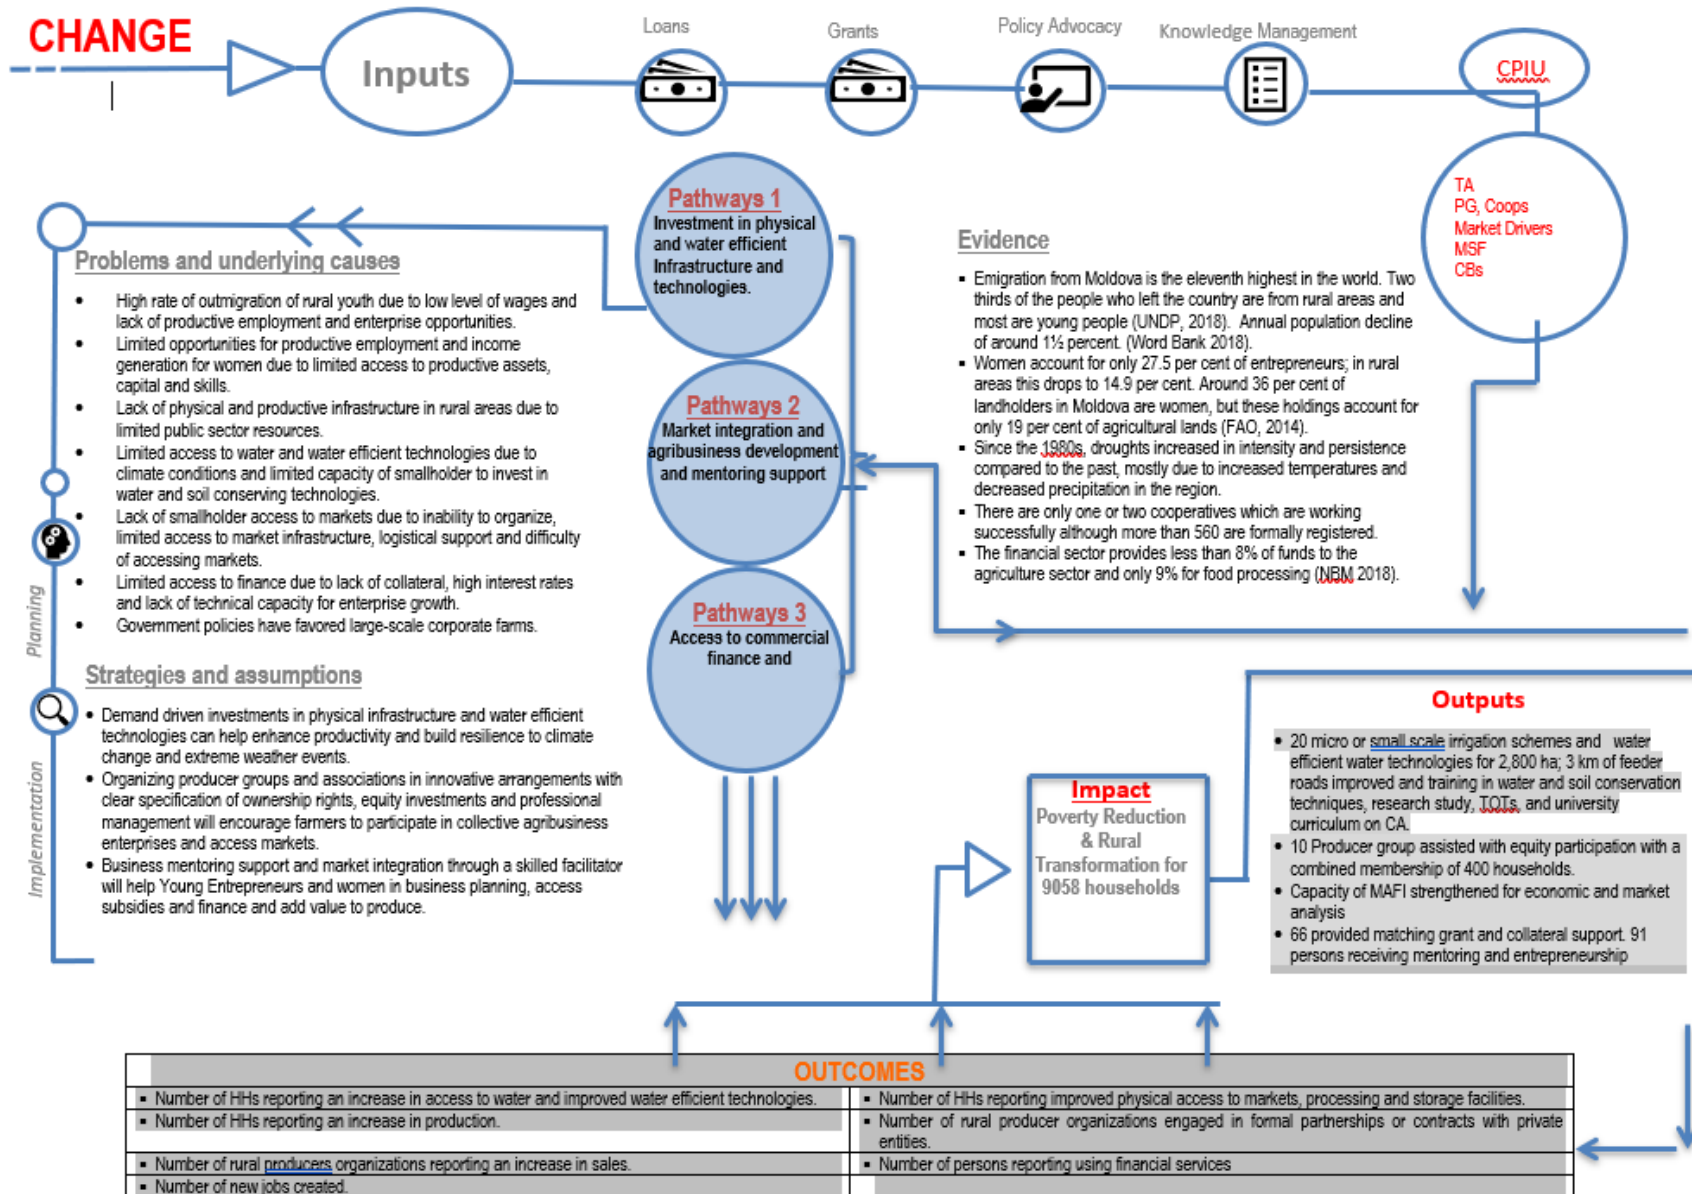 CHANGE
Inputs
Loans
Grants
Policy Advocacy
Knowledge Management
CPIU
TA
PG, Coops
Market Drivers
MSF
CBs
Pathways 1
Investment in physical
and water efficient
Infrastructure and
technologies.
Pathways 2
Market integration and
agribusiness development
and mentoring support
Pathways 3
Access to commercial
finance and
Problems and underlying causes
• High rate of outmigration of rural youth due to low level of wages and
lack of productive employment and enterprise opportunities.
• Limited opportunities for productive employment and income
generation for women due to limited access to productive assets,
capital and skills.
• Lack of physical and productive infrastructure in rural areas due to
limited public sector resources.
• Limited access to water and water efficient technologies due to
climate conditions and limited capacity of smallholder to invest in
water and soil conserving technologies.
• Lack of smallholder access to markets due to inability to organize,
limited access to market infrastructure, logistical support and difficulty
of accessing markets.
• Limited access to finance due to lack of collateral, high interest rates
and lack of technical capacity for enterprise growth.
• Government policies have favored large-scale corporate farms.
Planning
Strategies and assumptions
• Demand driven investments in physical infrastructure and water efficient
technologies can help enhance productivity and build resilience to climate
change and extreme weather events.
• Organizing producer groups and associations in innovative arrangements with
clear specification of ownership rights, equity investments and professional
management will encourage farmers to participate in collective agribusiness
enterprises and access markets.
• Business mentoring support and market integration through a skilled facilitator
will help Young Entrepreneurs and women in business planning, access
subsidies and finance and add value to produce.
Implementation
Evidence
▪ Emigration from Moldova is the eleventh highest in the world. Two
thirds of the people who left the country are from rural areas and
most are young people (UNDP, 2018). Annual population decline
of around 1½ percent. (Word Bank 2018).
▪ Women account for only 27.5 per cent of entrepreneurs; in rural
areas this drops to 14.9 per cent. Around 36 per cent of
landholders in Moldova are women, but these holdings account for
only 19 per cent of agricultural lands (FAO, 2014).
▪ Since the 1980s, droughts increased in intensity and persistence
compared to the past, mostly due to increased temperatures and
decreased precipitation in the region.
▪ There are only one or two cooperatives which are working
successfully although more than 560 are formally registered.
▪ The financial sector provides less than 8% of funds to the
agriculture sector and only 9% for food processing (NBM 2018).
Impact
Poverty Reduction
& Rural
Transformation for
9058 households
Outputs
• 20 micro or small scale irrigation schemes and water
efficient water technologies for 2,800 ha; 3 km of feeder
roads improved and training in water and soil conservation
techniques, research study, TOTs, and university
curriculum on CA.
• 10 Producer group assisted with equity participation with a
combined membership of 400 households.
• Capacity of MAFI strengthened for economic and market
analysis
• 66 provided matching grant and collateral support. 91
persons receiving mentoring and entrepreneurship
OUTCOMES
▪ Number of HHs reporting an increase in access to water and improved water efficient technologies.
▪ Number of HHs reporting improved physical access to markets, processing and storage facilities.
▪ Number of HHs reporting an increase in production.
▪ Number of rural producer organizations engaged in formal partnerships or contracts with private
entities.
▪ Number of rural producers organizations reporting an increase in sales.
▪ Number of persons reporting using financial services
▪ Number of new jobs created.